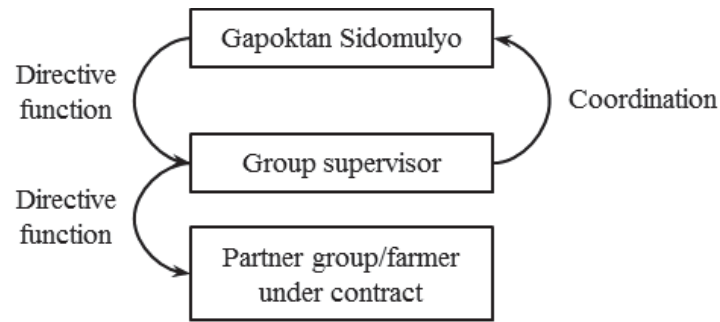 Gapoktan Sidomulyo
Directive
function
Coordination
Group supervisor
Directive
function
Partner group/farmer
under contract